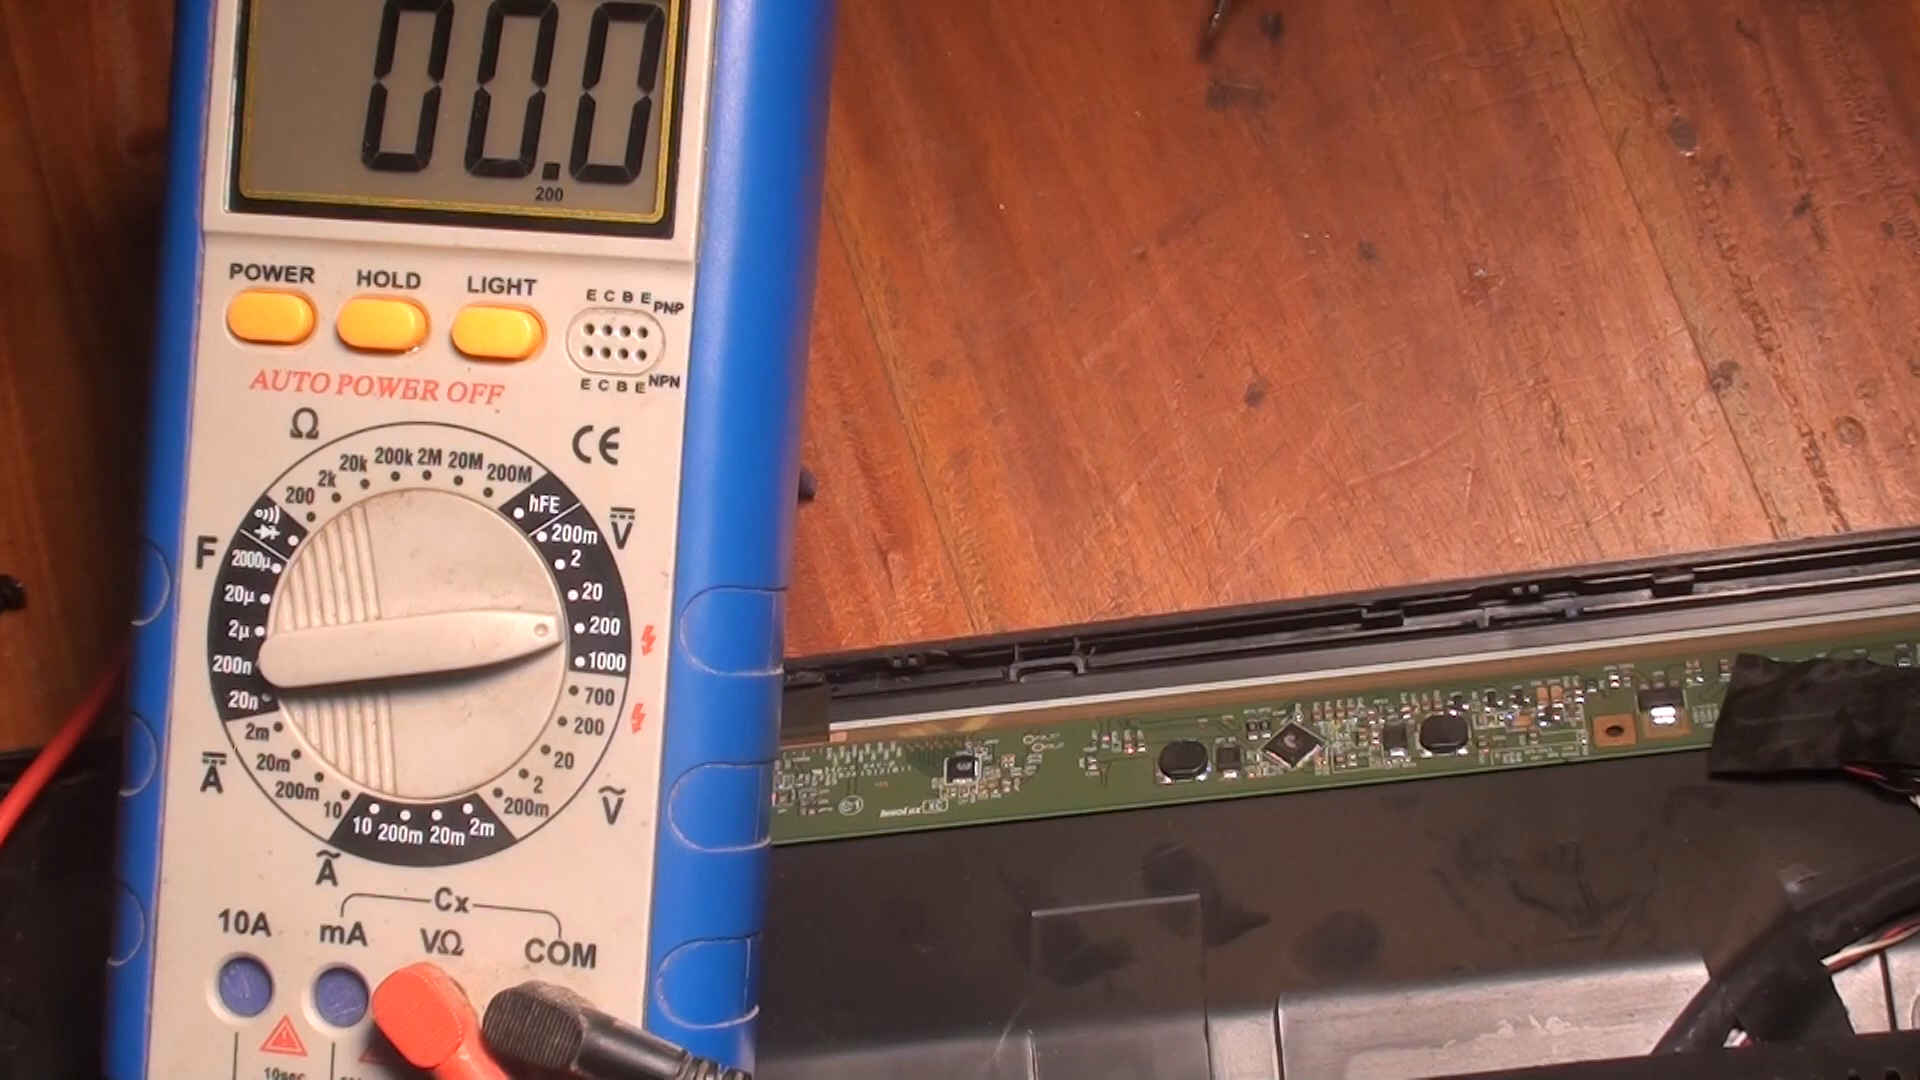 00.0
200
POWER HOLD LIGHT
E C B E PNP
E C B E NPN
AUTO POWER OFF
Ω
CE
200 2k 20k 200k 2M 20M 200M
hFE
V
200m
2
20
200
1000
700
200
20
2
200m
V
F
2000µ
20µ
2µ
200n
20n
A
2m
20m
200m
10
10 200m 20m 2m
A
Cx
10A mA VΩ COM
10sec
InnoLux